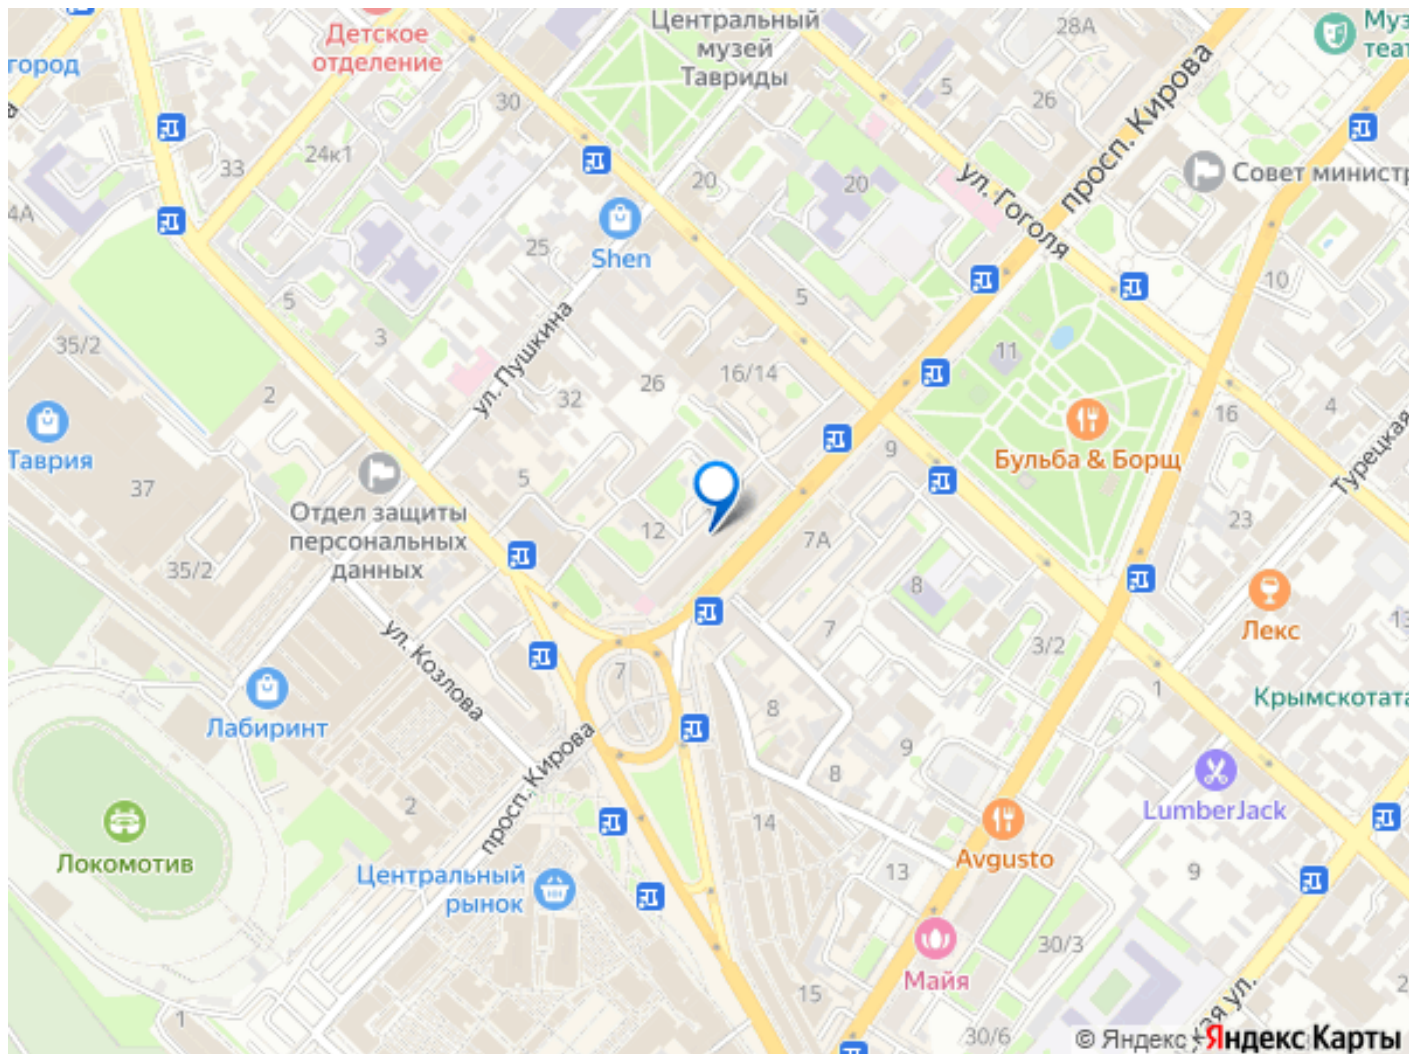 Детское
отделение
Центральный
музей
Тавриды
28А
Муз
теат
город
а
30
5
26
просп. Кирова
24к1
33
20
20
ул. Гоголя
Совет министр
4А
Shen
25
5
10
5
3
35/2
ул. Пушкина
11
16/14
26
32
2
16
4
Турецкая
Таврия
9
Бульба & Борщ
37
5
Отдел защиты
персональных
данных
12
7А
23
35/2
8
Лекс
13
7
3/2
ул. Козлова
7
1
Крымскотата
Лабиринт
8
9
просп. Кирова
8
LumberJack
2
14
Локомотив
Avgusto
Центральный
рынок
13
9
30/3
Майя
15
1
30/6
2
кая ул.
© Яндекс
Яндекс Карты